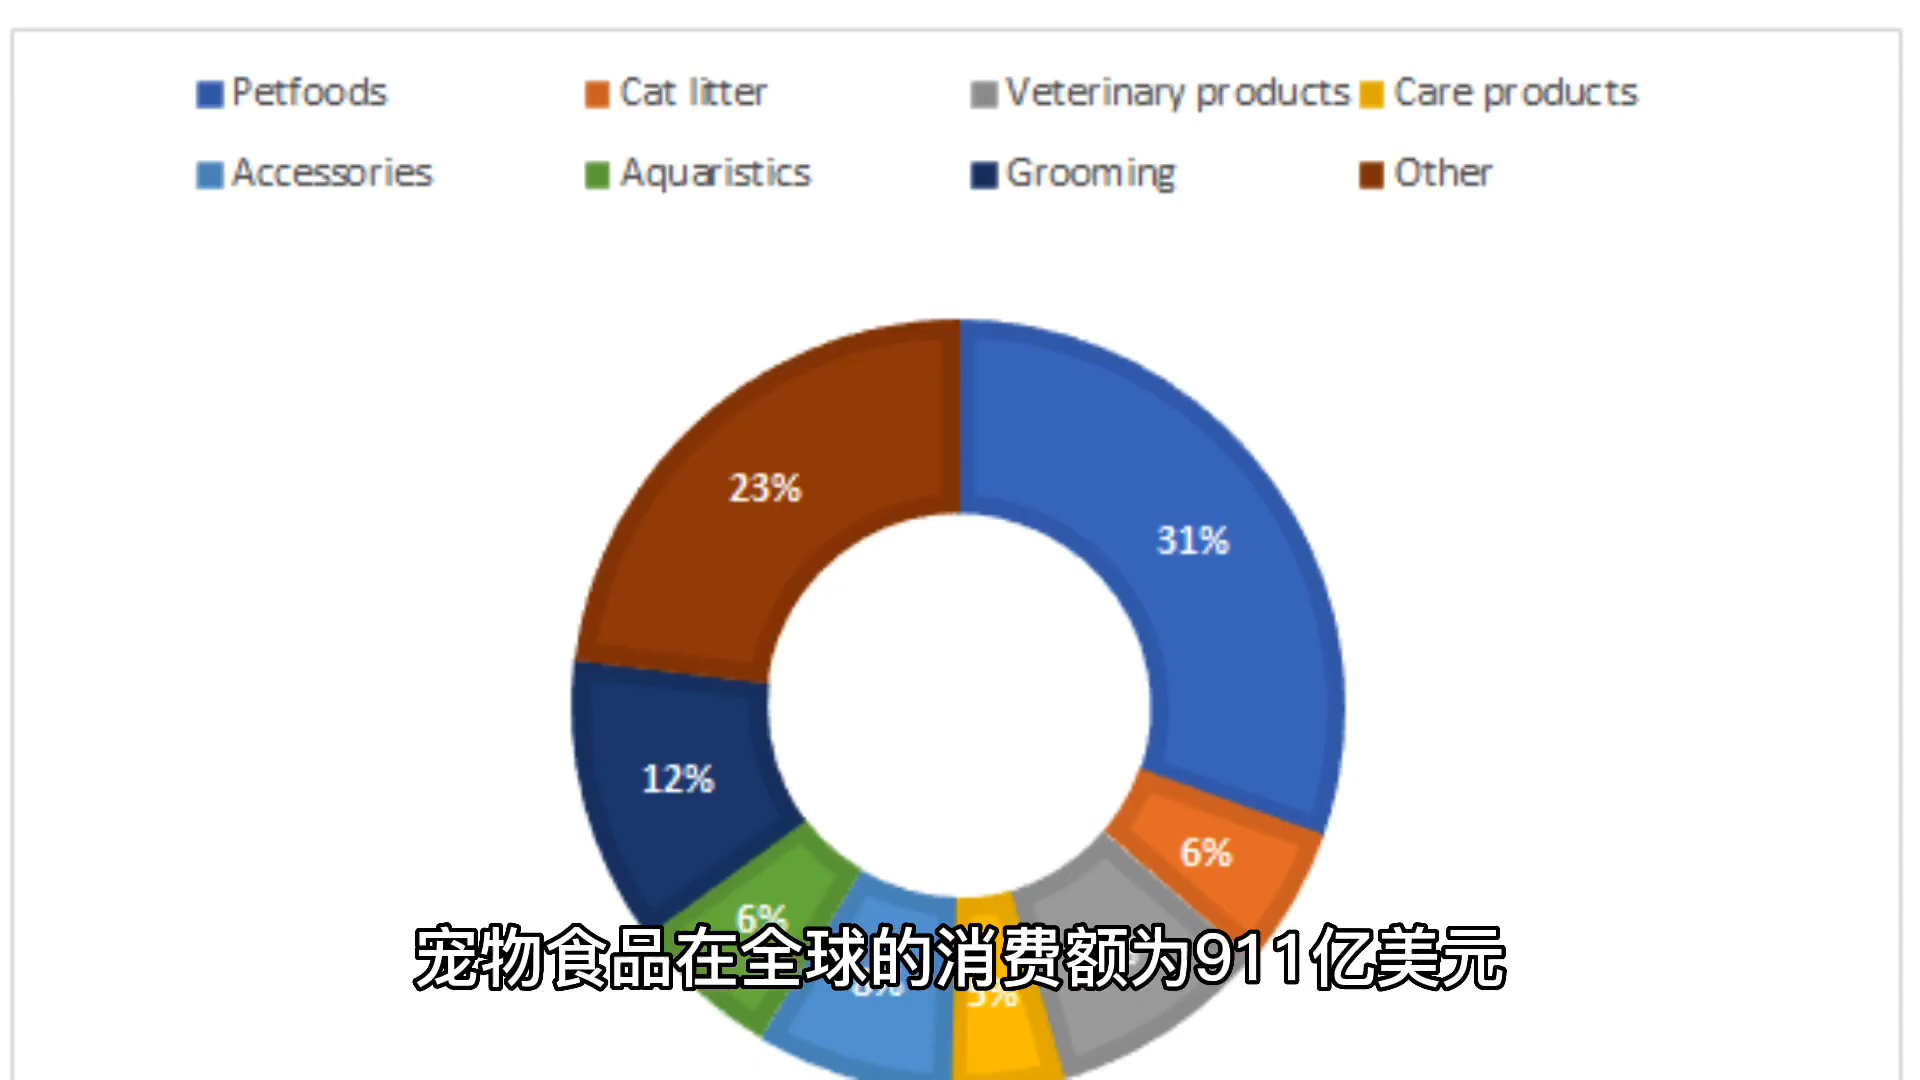 Petfoods
Cat litter
Veterinary products
Care products
Accessories
Aquaristics
Grooming
Other
23%
31%
12%
6%
6%
宠物食品在全球的消费额为911亿美元